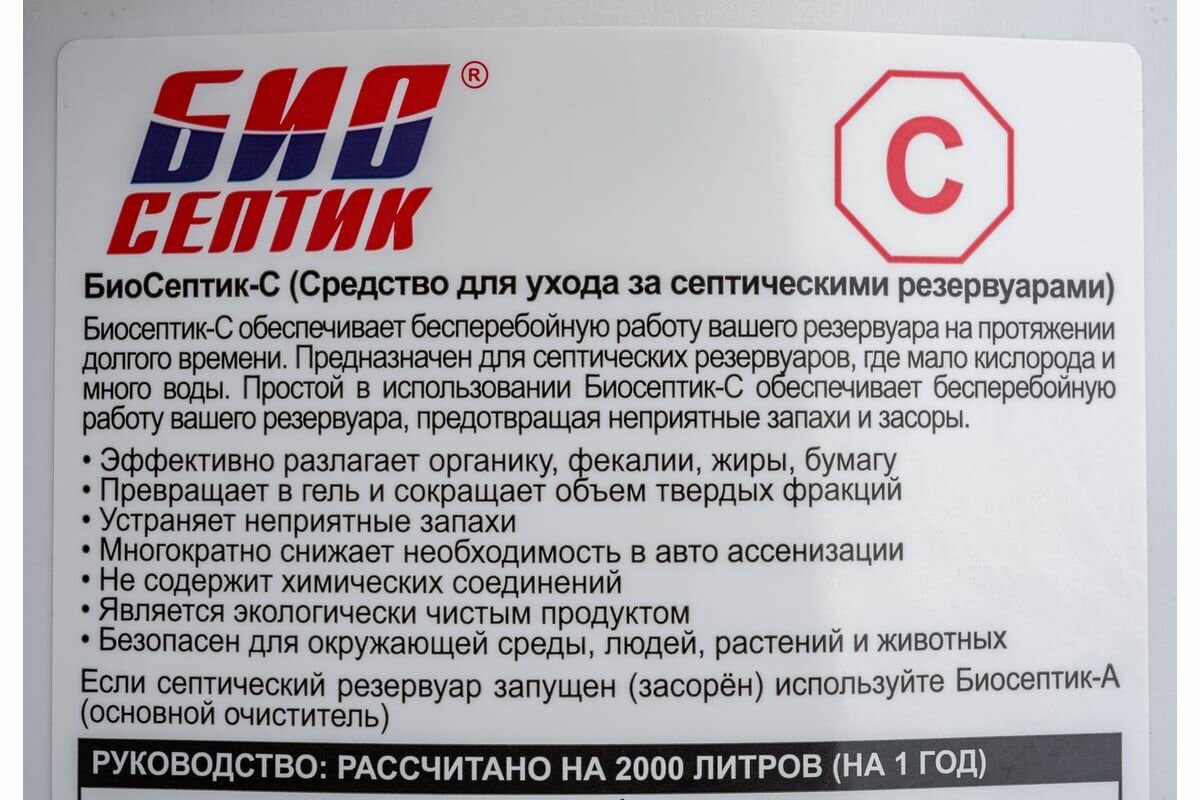 БИО®
СЕПТИК
С
БиоСептик-С (Средство для ухода за септическими резервуарами)
Биосептик-С обеспечивает бесперебойную работу вашего резервуара на протяжении
долгого времени. Предназначен для септических резервуаров, где мало кислорода и
много воды. Простой в использовании Биосептик-С обеспечивает бесперебойную
работу вашего резервуара, предотвращая неприятные запахи и засоры.
• Эффективно разлагает органику, фекалии, жиры, бумагу
• Превращает в гель и сокращает объем твердых фракций
• Устраняет неприятные запахи
• Многократно снижает необходимость в авто ассенизации
• Не содержит химических соединений
• Является экологически чистым продуктом
• Безопасен для окружающей среды, людей, растений и животных
Если септический резервуар запущен (засорён) используйте Биосептик-А
(основной очиститель)
РУКОВОДСТВО: РАССЧИТАНО НА 2000 ЛИТРОВ (НА 1 ГОД)